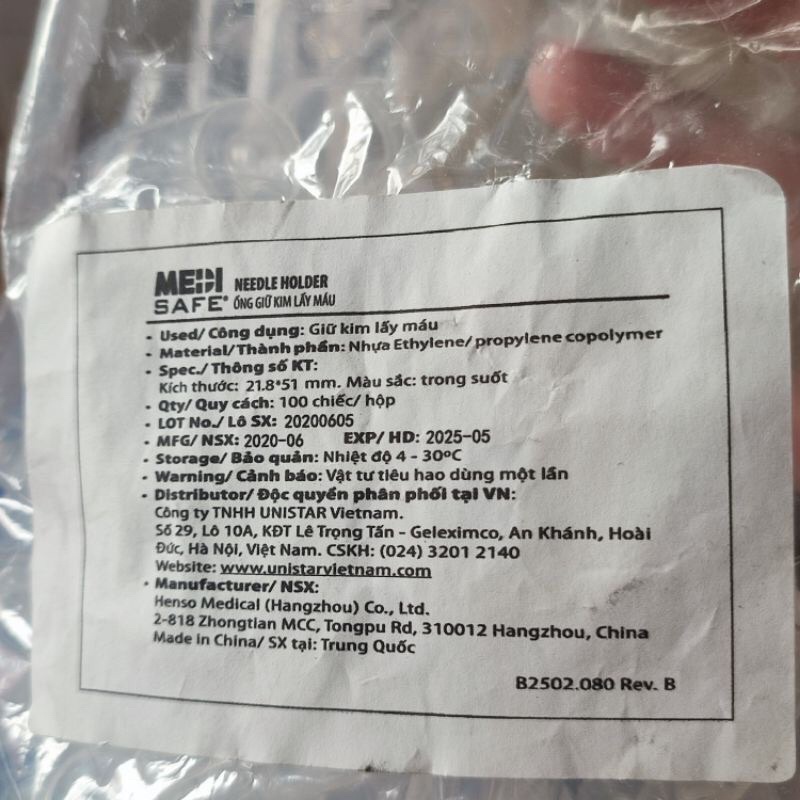 MEDI SAFE® NEEDLE HOLDER
ỐNG GIỮ KIM LẤY MÁU
• Used/ Công dụng: Giữ kim lấy máu
• Material/Thành phần: Nhựa Ethylene/ propylene copolymer
• Spec./ Thông số KT:
Kích thước: 21.8*51 mm. Màu sắc: trong suốt
• Qty/ Quy cách: 100 chiếc/ hộp
• LOT No./ Lô SX: 20200605
• MFG/ NSX: 2020-06 EXP/ HD: 2025-05
• Storage/ Bảo quản: Nhiệt độ 4 - 30ºC
• Warning/ Cảnh báo: Vật tư tiêu hao dùng một lần
• Distributor/ Độc quyền phân phối tại VN:
Công ty TNHH UNISTAR Vietnam.
Số 29, Lô 10A, KĐT Lê Trọng Tấn - Geleximco, An Khánh, Hoài
Đức, Hà Nội, Việt Nam. CSKH: (024) 3201 2140
Website: www.unistarvietnam.com
• Manufacturer/ NSX:
Henso Medical (Hangzhou) Co., Ltd.
2-818 Zhongtian MCC, Tongpu Rd, 310012 Hangzhou, China
Made in China/ SX tại: Trung Quốc
B2502.080 Rev. B